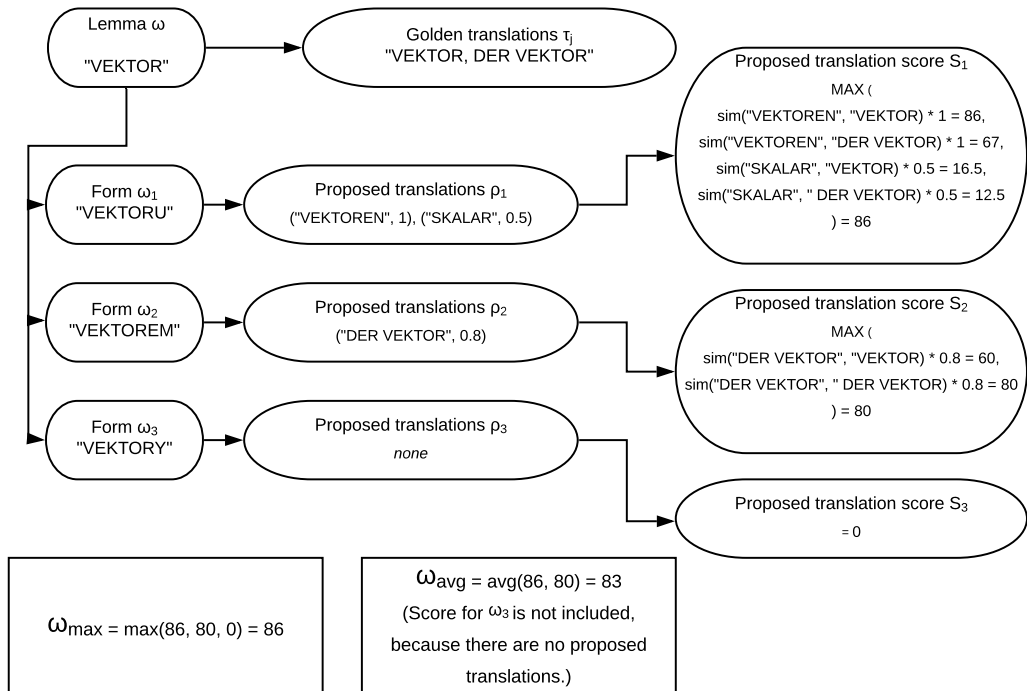 Lemma ω
"VEKTOR"
Golden translations τj
"VEKTOR, DER VEKTOR"
Proposed translation score S1
MAX (
sim("VEKTOREN", "VEKTOR) * 1 = 86,
sim("VEKTOREN", "DER VEKTOR) * 1 = 67,
sim("SKALAR", "VEKTOR) * 0.5 = 16.5,
sim("SKALAR", " DER VEKTOR) * 0.5 = 12.5
) = 86
Form ω1
"VEKTORU"
Proposed translations ρ1
("VEKTOREN", 1), ("SKALAR", 0.5)
Form ω2
"VEKTOREM"
Proposed translations ρ2
("DER VEKTOR", 0.8)
Proposed translation score S2
MAX (
sim("DER VEKTOR", "VEKTOR) * 0.8 = 60,
sim("DER VEKTOR", " DER VEKTOR) * 0.8 = 80
) = 80
Form ω3
"VEKTORY"
Proposed translations ρ3
none
Proposed translation score S3
= 0
ωmax = max(86, 80, 0) = 86
ωavg = avg(86, 80) = 83
(Score for ω3 is not included,
because there are no proposed
translations.)